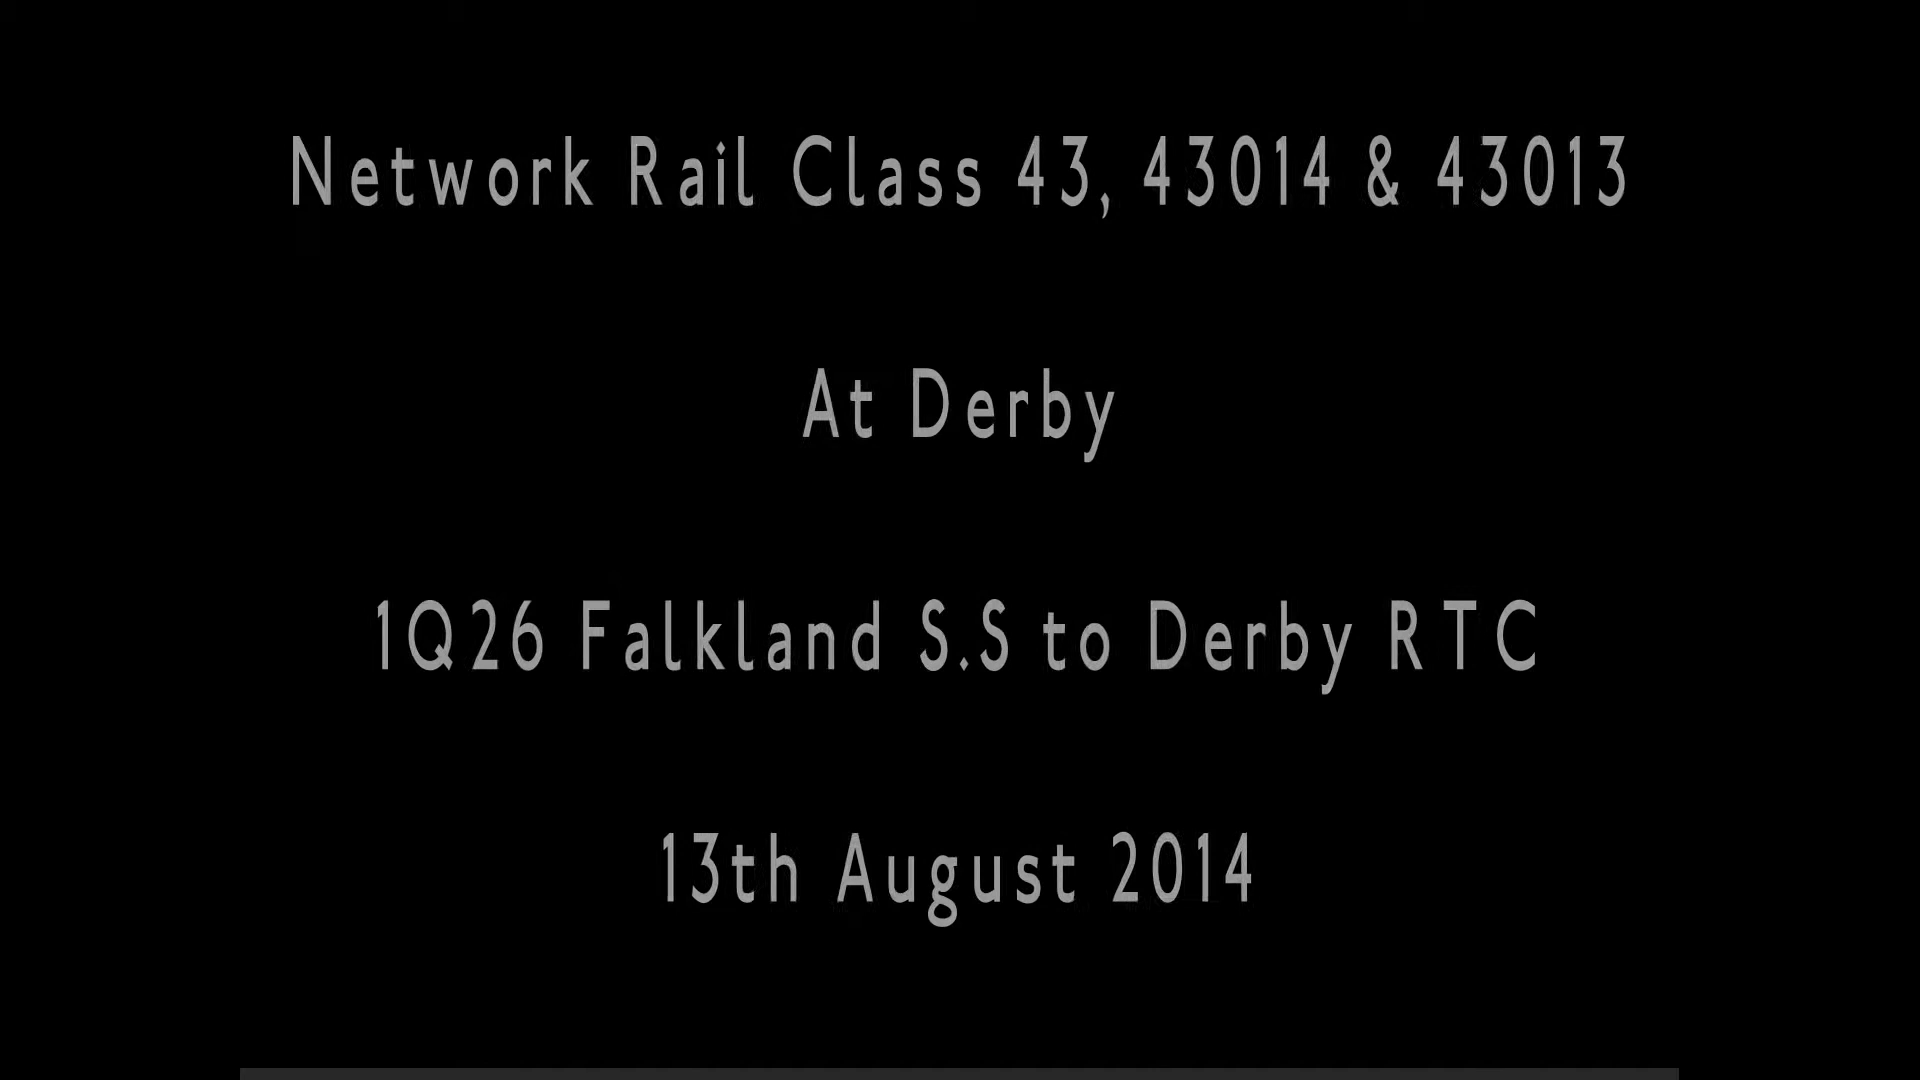 Network Rail Class 43, 43014 & 43013
At Derby
1Q26 Falkland S.S to Derby RTC
13th August 2014